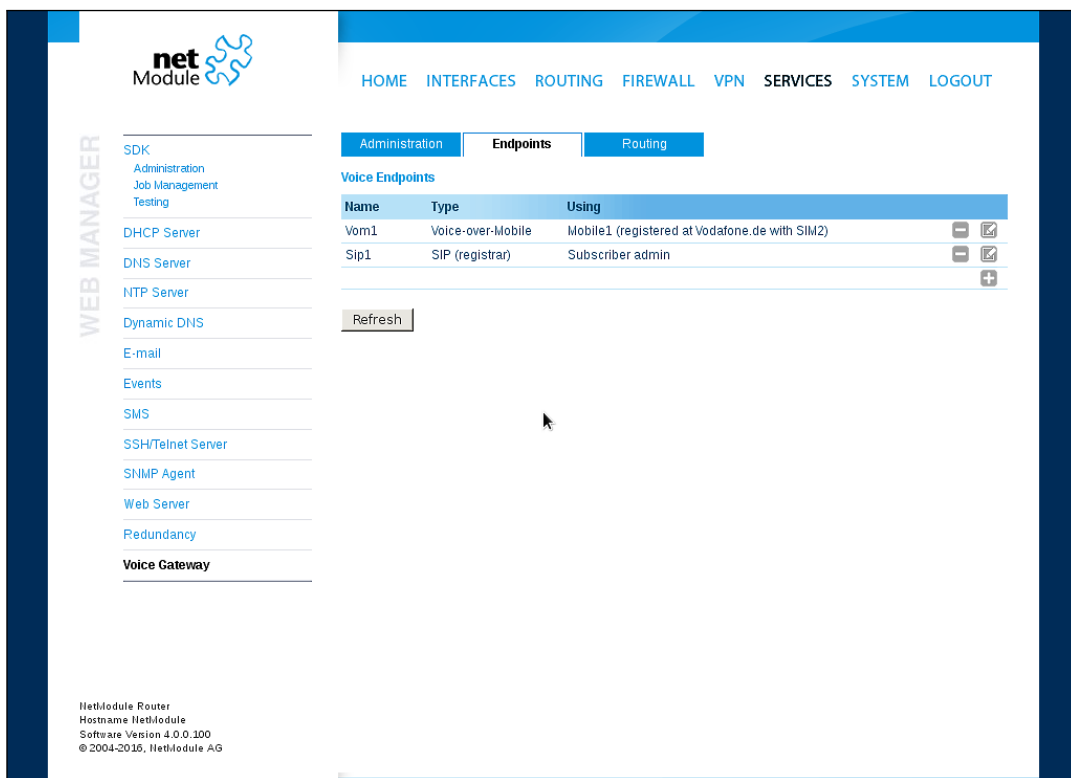 net
Module
HOME INTERFACES ROUTING FIREWALL VPN SERVICES SYSTEM LOGOUT
WEB MANAGER
SDK
Administration
Job Management
Testing
DHCP Server
DNS Server
NTP Server
Dynamic DNS
E-mail
Events
SMS
SSH/Telnet Server
SNMP Agent
Web Server
Redundancy
Voice Gateway
Administration Endpoints Routing
Voice Endpoints
Name Type Using
Vom1 Voice-over-Mobile Mobile1 (registered at Vodafone.de with SIM2)
Sip1 SIP (registrar) Subscriber admin
Refresh
NetModule Router
Hostname NetModule
Software Version 4.0.0.100
© 2004-2016, NetModule AG